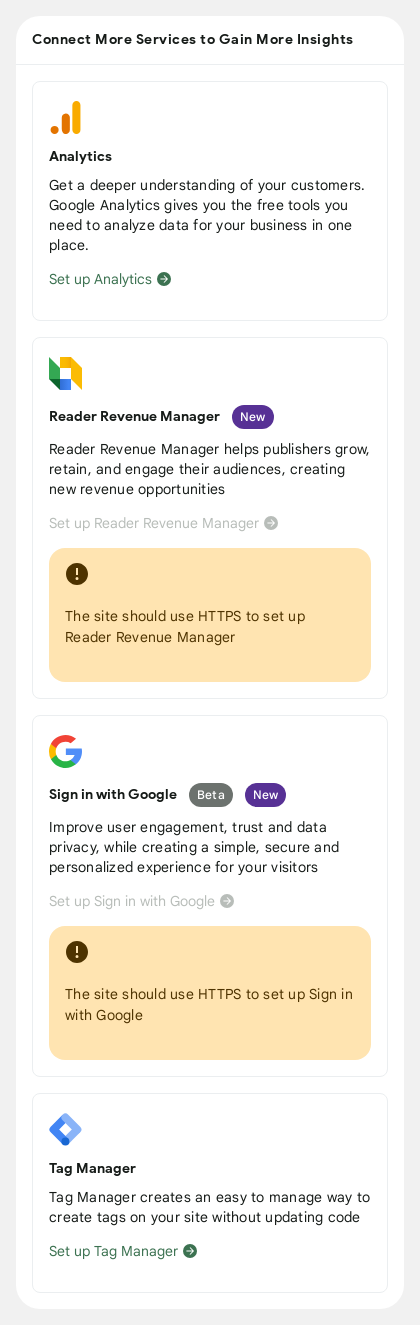 Connect More Services to Gain More Insights
Analytics
Get a deeper understanding of your customers.
Google Analytics gives you the free tools you
need to analyze data for your business in one
place.
Set up Analytics
Reader Revenue Manager New
Reader Revenue Manager helps publishers grow,
retain, and engage their audiences, creating
new revenue opportunities
Set up Reader Revenue Manager
The site should use HTTPS to set up
Reader Revenue Manager
Sign in with Google Beta New
Improve user engagement, trust and data
privacy, while creating a simple, secure and
personalized experience for your visitors
Set up Sign in with Google
The site should use HTTPS to set up Sign in
with Google
Tag Manager
Tag Manager creates an easy to manage way to
create tags on your site without updating code
Set up Tag Manager